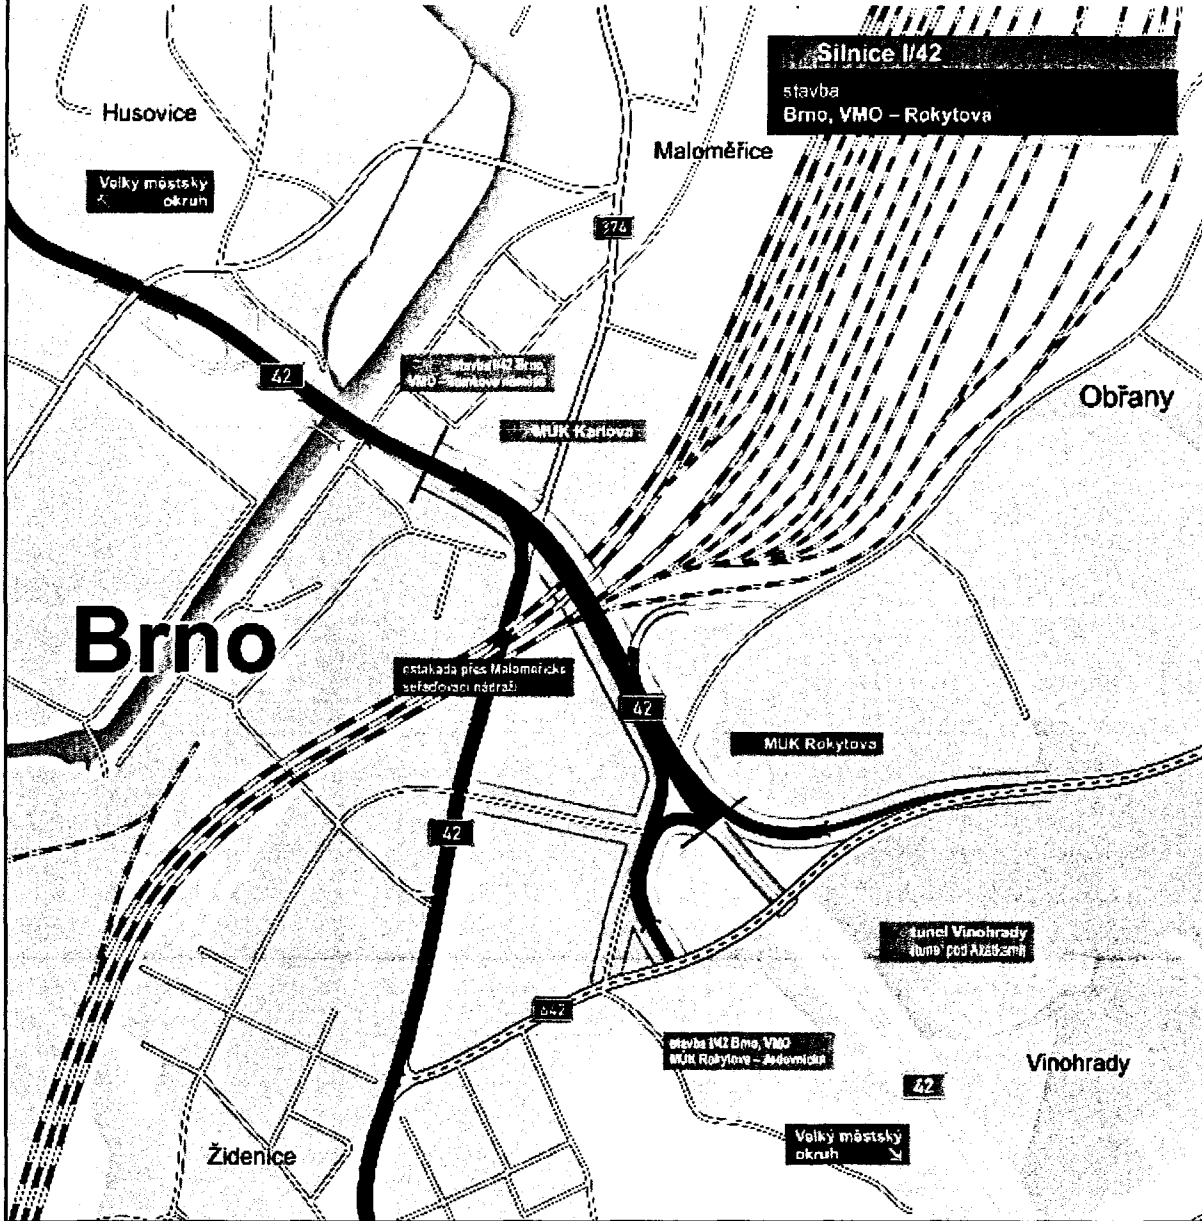 Silnice I/42
stavba
Brno, VMO – Rokytova
Husovice
Maloměřice
Velký městský
okruh
374
42
MÚK Karlova
Obřany
Brno
estakáda přes Maloměřické
seřaďovací nádraží
42
MÚK Rokytova
42
tunel Vinohrady
642
stavba I/42 Brno, VMO
MÚK Rokytova –
42
Vinohrady
Velký městský
okruh
Židenice